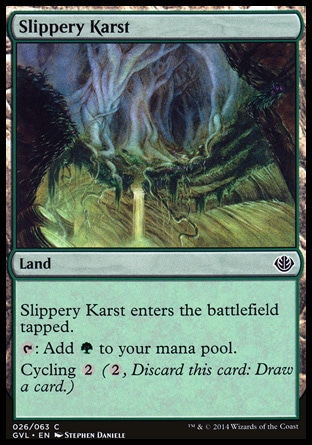 Slippery Karst
Land
Slippery Karst enters the battlefield
tapped.
: Add to your mana pool.
Cycling 2 (2, Discard this card: Draw
a card.)
026/063 C
GVL • EN Stephen Daniele
™ & © 2014 Wizards of the Coast